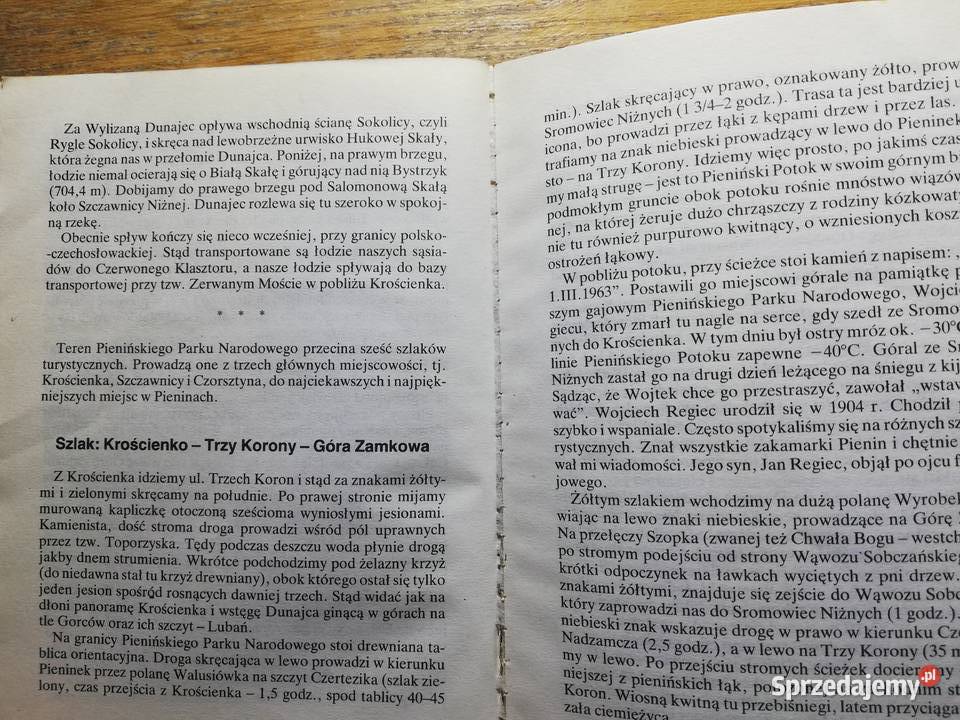 Za Wylizaną Dunajec opływa wschodnią ścianę Sokolicy, czyli
Rygle Sokolicy, i skręca nad lewobrzeżne urwisko Hukowej Skały,
która żegna nas w przełomie Dunajca. Poniżej, na prawym brzegu,
łodzie niemal ocierają się o Białą Skałę i górujący nad nią Bystrzyk
(704,4 m). Dobijamy do prawego brzegu pod Salomonową Skałą
koło Szczawnicy Niżnej. Dunajec rozlewa się tu szeroko w spokoj-
ną rzekę.
Obecnie spływ kończy się nieco wcześniej, przy granicy polsko-
-czechosłowackiej. Stąd transportowane są łodzie naszych sąsia-
dów do Czerwonego Klasztoru, a nasze łodzie spływają do bazy
transportowej przy tzw. Zerwanym Moście w pobliżu Krościenka.
* * *
Teren Pienińskiego Parku Narodowego przecina sześć szlaków
turystycznych. Prowadzą one z trzech głównych miejscowości, tj.
Krościenka, Szczawnicy i Czorsztyna, do najciekawszych i najpięk-
niejszych miejsc w Pieninach.
Szlak: Krościenko – Trzy Korony – Góra Zamkowa
Z Krościenka idziemy ul. Trzech Koron i stąd za znakami żółty-
mi i zielonymi skręcamy na południe. Po prawej stronie mijamy
murowaną kapliczkę otoczoną sześcioma wyniosłymi jesionami.
Kamienista, dość stroma droga prowadzi wśród pól uprawnych
przez tzw. Toporzyska. Tędy podczas deszczu woda płynie drogą
jakby dnem strumienia. Wkrótce podchodzimy pod żelazny krzyż
(do niedawna stał tu krzyż drewniany), obok którego ostał się tylko
jeden jesion spośród rosnących dawniej trzech. Stąd widać jak na
dłoni panoramę Krościenka i wstęgę Dunajca ginącą w górach na
tle Gorców oraz ich szczyt – Lubań.
Na granicy Pienińskiego Parku Narodowego stoi drewniana ta-
blica orientacyjna. Droga skręcająca w lewo prowadzi w kierunku
Pieninek przez polanę Walusiówka na szczyt Czertezika (szlak zie-
lony, czas przejścia z Krościenka – 1,5 godz., spod tablicy 40–45
min.). Szlak skręcający w prawo, oznakowany żółto, prow
Sromowiec Niżnych (1 3/4–2 godz.). Trasa ta jest bardziej u
icona, bo prowadzi przez łąki z kępami drzew i przez las.
trafiamy na znak niebieski prowadzący w lewo do Pieninek
sto – na Trzy Korony. Idziemy więc prosto, po jakimś czas
my małą strugę – jest to Pieniński Potok w swoim górnym b
podmokłym gruncie obok potoku rośnie mnóstwo wiązów
nej, na której żeruje dużo chrząszczy z rodziny kózkowaty
nie tu również purpurowo kwitnący, o wzniesionych kosz
ostrożeń łąkowy.
W pobliżu potoku, przy ścieżce stoi kamień z napisem: „
1.III.1963”. Postawili go miejscowi górale na pamiątkę p
szym gajowym Pienińskiego Parku Narodowego, Wojcie
giecu, który zmarł tu nagle na serce, gdy szedł ze Sromo
nych do Krościenka. W tym dniu był ostry mróz ok. −30°
linie Pienińskiego Potoku zapewne −40°C. Góral ze S
Niżnych zastał go na drugi dzień leżącego na śniegu z kij
Sądząc, że Wojtek chce go przestraszyć, zawołał „wstaw
wać”. Wojciech Regiec urodził się w 1904 r. Chodził p
szybko i wspaniale. Często spotykaliśmy się na różnych sz
rystycznych. Znał wszystkie zakamarki Pienin i chętnie
wał mi wiadomości. Jego syn, Jan Regiec, objął po ojcu f
jowego.
Żółtym szlakiem wchodzimy na dużą polanę Wyrobek
wiając na lewo znaki niebieskie, prowadzące na Górę
Na przełęczy Szopka (zwanej też Chwała Bogu – westch
po stromym podejściu od strony Wąwozu Sobczańskieg
krótki odpoczynek na ławkach wyciętych z pni drzew.
znakami żółtymi, znajduje się zejście do Wąwozu Sobc
który zaprowadzi nas do Sromowiec Niżnych (1 godz.).
niebieski znak wskazuje drogę w prawo w kierunku Cze
Nadzamcza (2,5 godz.), a w lewo na Trzy Korony (35 m
my w lewo. Po przejściu stromych ścieżek docieramy
niejszej z pienińskich łąk, po
Koron. Wiosną kwitną tu przebiśniegi, latem przyciąga
zała ciemiężyca
Sprzedajemy.pl